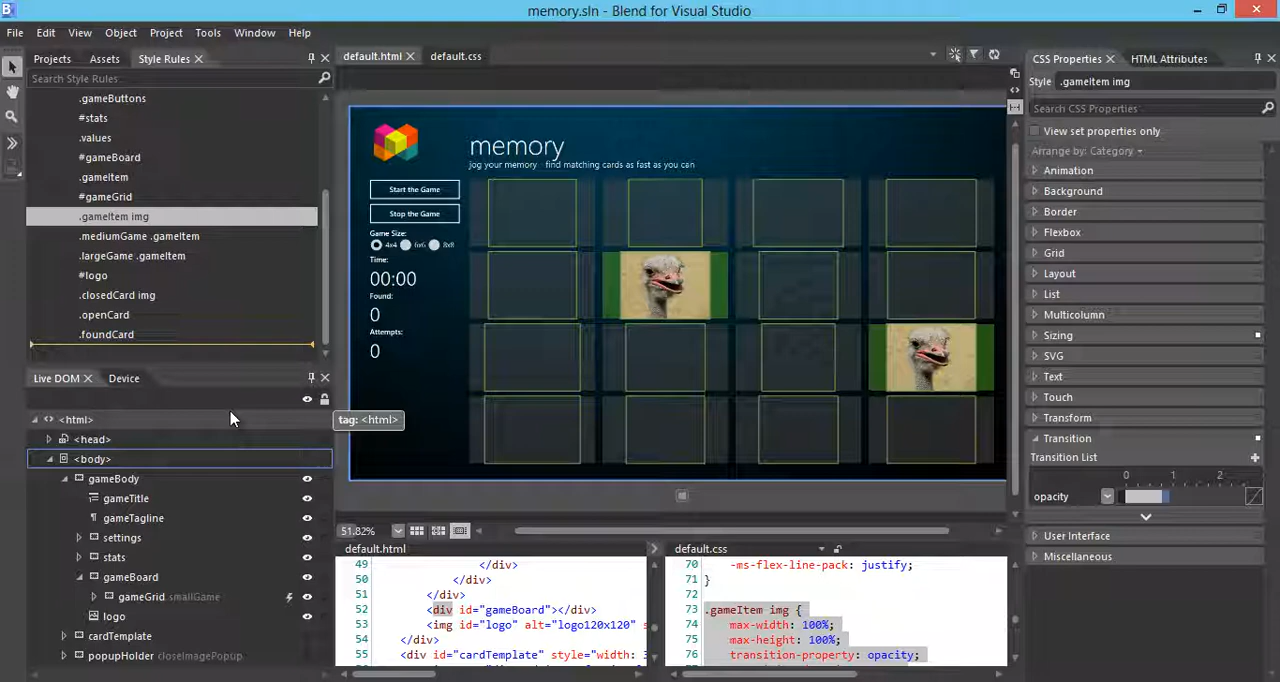 memory.sln - Blend for Visual Studio
File Edit View Object Project Tools Window Help
Projects Assets Style Rules
Search Style Rules
.gameButtons
#stats
.values
#gameBoard
.gameItem
#gameGrid
.gameItem img
.mediumGame .gameItem
.largeGame .gameItem
#logo
.closedCard img
.openCard
.foundCard
Live DOM Device
<html>
<head>
<body>
gameBody
gameTitle
gameTagline
settings
stats
gameBoard
gameGrid smallGame
logo
cardTemplate
popupHolder closeImagePopup
tag: <html>
default.html default.css
memory
jog your memory find matching cards as fast as you can
Start the Game
Stop the Game
Game Size:
4x4 6x6 8x8
Time:
00:00
Found:
0
Attempts:
0
51.82%
default.html
49 </div>
50 </div>
51 </div>
52 <div id="gameBoard"></div>
53 <img id="logo" alt="logo120x120" s
54 </div>
55 <div id="cardTemplate" style="width: 3
default.css
70 -ms-flex-line-pack: justify;
71 }
72
73 .gameItem img {
74 max-width: 100%;
75 max-height: 100%;
76 transition-property: opacity;
CSS Properties HTML Attributes
Style .gameItem img
Search CSS Properties
View set properties only
Arrange by: Category
Animation
Background
Border
Flexbox
Grid
Layout
List
Multicolumn
Sizing
SVG
Text
Touch
Transform
Transition
Transition List
0 1 2
opacity
User Interface
Miscellaneous